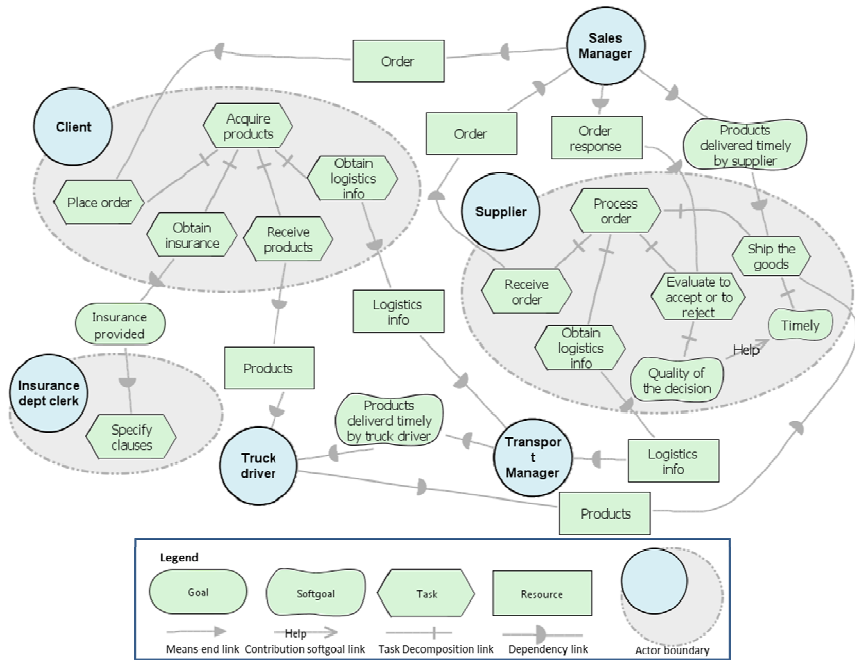 Sales
Manager
Order
Client
Acquire
products
Order
Order
response
Products
delivered timely
by supplier
Obtain
logistics
info
Place order
Obtain
insurance
Receive
products
Supplier
Process
order
Ship the
goods
Receive
order
Evaluate to
accept or to
reject
Timely
Insurance
provided
Logistics
info
Obtain
logistics
info
Help
Quality of
the decision
Products
Insurance
dept clerk
Specify
clauses
Products
deliverd timely
by truck driver
Truck
driver
Transpor
t
Manager
Logistics
info
Products
Legend
Goal
Softgoal
Task
Resource
Help
Means end link
Contribution softgoal link
Task Decomposition link
Dependency link
Actor boundary